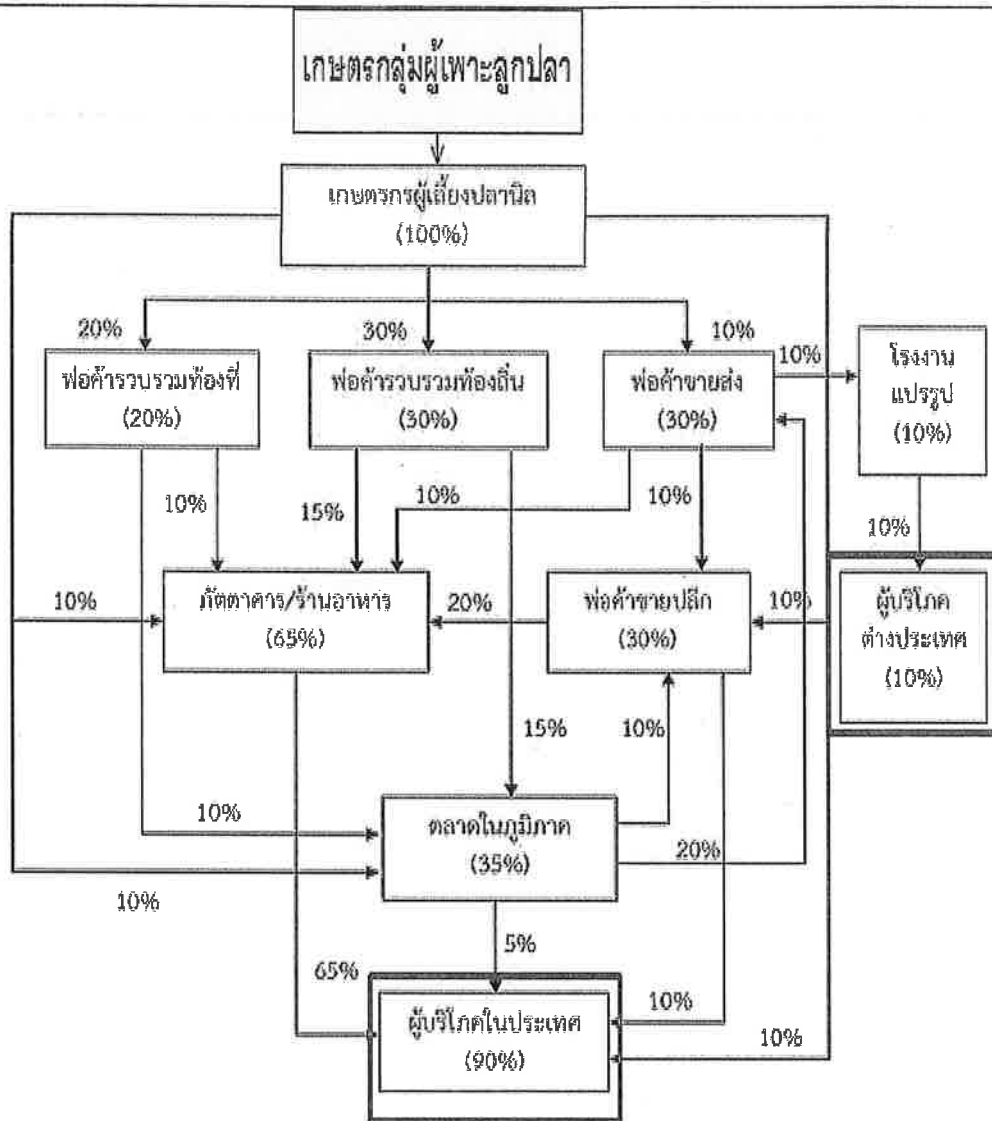 เกษตรกลุ่มผู้เพาะลูกปลา
เกษตรกรผู้เลี้ยงปลานิล
(100%)
20%
30%
10%
10%
พ่อค้ารวบรวมท้องที่
(20%)
พ่อค้ารวบรวมท้องถิ่น
(30%)
พ่อค้าขายส่ง
(30%)
โรงงาน
แปรรูป
(10%)
10%
15%
10%
10%
10%
10%
ภัตตาคาร/ร้านอาหาร
(65%)
20%
พ่อค้าขายปลีก
(30%)
10%
ผู้บริโภค
ต่างประเทศ
(10%)
15%
10%
10%
ตลาดในภูมิภาค
(35%)
20%
10%
5%
65%
ผู้บริโภคในประเทศ
(90%)
10%
10%